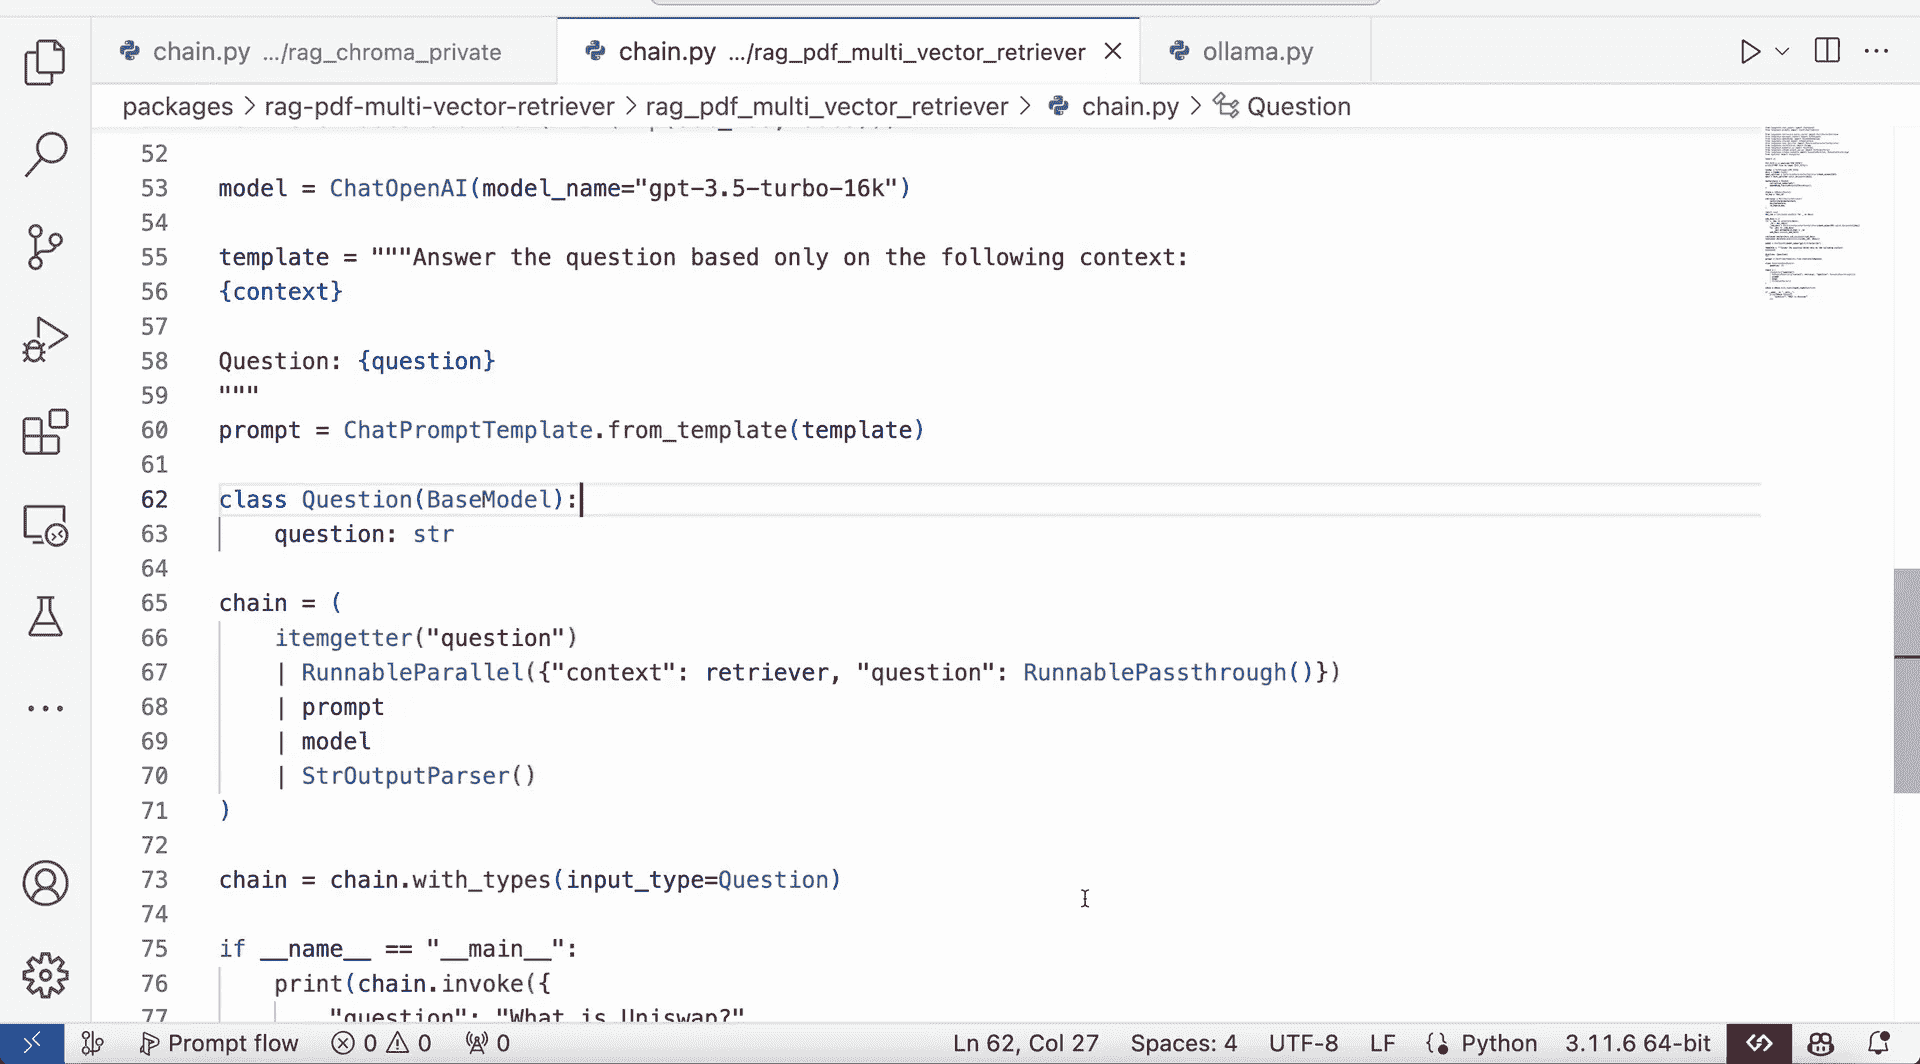 chain.py .../rag_chroma_private
chain.py .../rag_pdf_multi_vector_retriever
ollama.py
packages > rag-pdf-multi-vector-retriever > rag_pdf_multi_vector_retriever > chain.py > Question
52
53 model = ChatOpenAI(model_name="gpt-3.5-turbo-16k")
54
55 template = """Answer the question based only on the following context:
56 {context}
57
58 Question: {question}
59 """
60 prompt = ChatPromptTemplate.from_template(template)
61
62 class Question(BaseModel):
63 question: str
64
65 chain = (
66 itemgetter("question")
67 | RunnableParallel({"context": retriever, "question": RunnablePassthrough()})
68 | prompt
69 | model
70 | StrOutputParser()
71 )
72
73 chain = chain.with_types(input_type=Question)
74
75 if __name__ == "__main__":
76 print(chain.invoke({
77 "question": "What is Uniswap?"
Prompt flow 0 0 0 Ln 62, Col 27 Spaces: 4 UTF-8 LF Python 3.11.6 64-bit